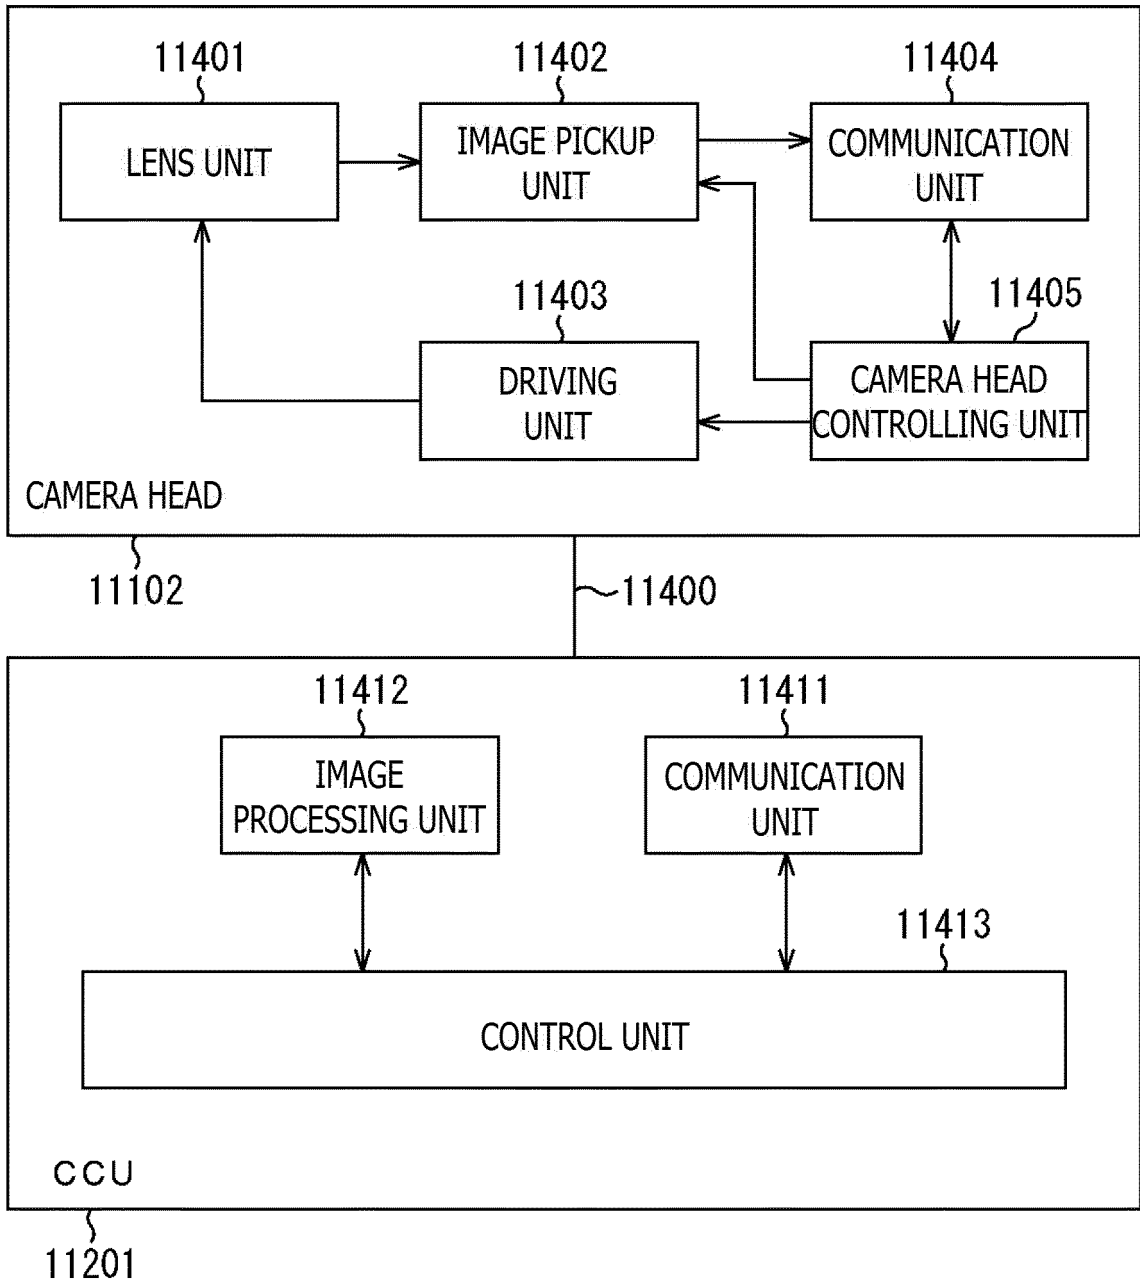 11401
11402
11404
LENS UNIT
IMAGE PICKUP
UNIT
COMMUNICATION
UNIT
11403
11405
DRIVING
UNIT
CAMERA HEAD
CONTROLLING UNIT
CAMERA HEAD
11102
11400
11412
11411
IMAGE
PROCESSING UNIT
COMMUNICATION
UNIT
11413
CONTROL UNIT
CCU
11201